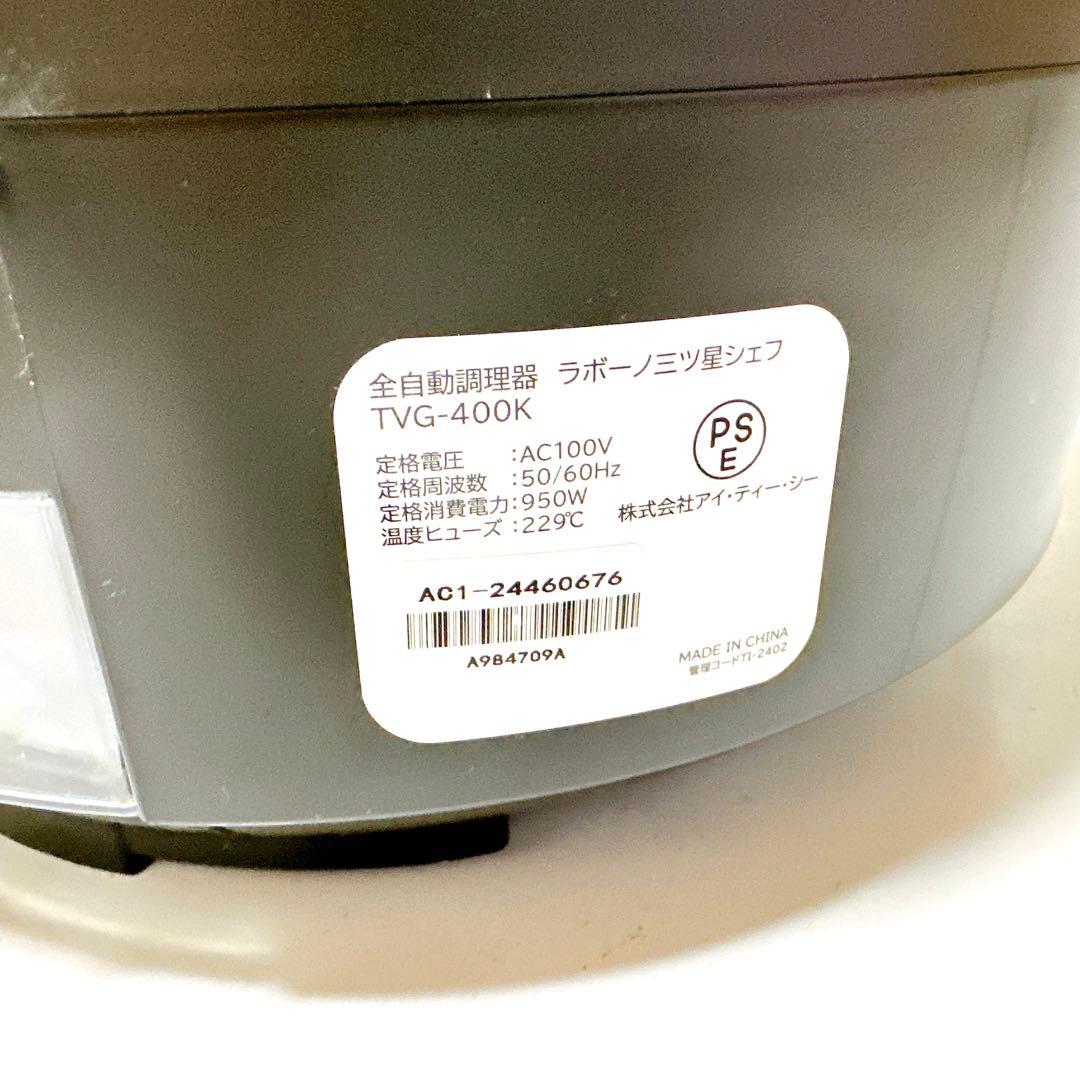 全自動調理器 ラボーノ三ツ星シェフ
TVG-400K
定格電圧 :AC100V
定格周波数 :50/60Hz
定格消費電力:950W
温度ヒューズ :229℃
PS
E
株式会社アイ・ティー・シー
AC1-24460676
A984709A
MADE IN CHINA
管理コードTI-2402